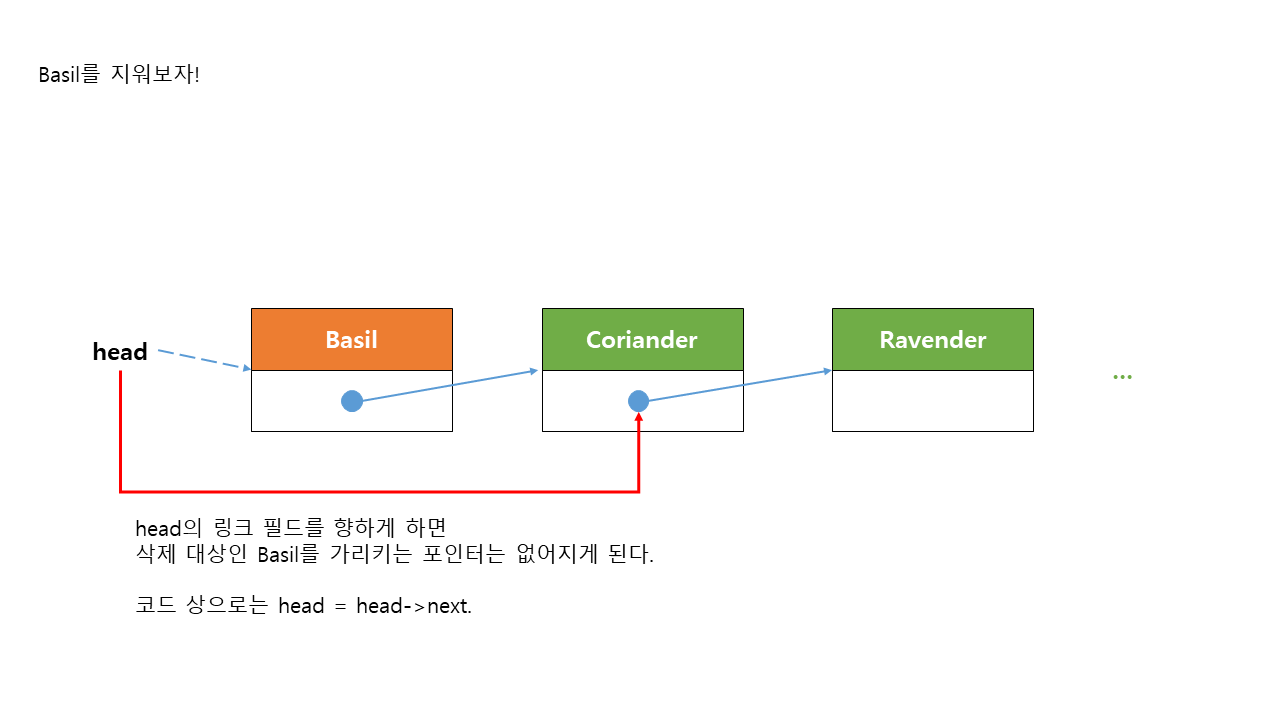 Basil를 지워보자!
head
Basil
Coriander
Ravender
...
head의 링크 필드를 향하게 하면
삭제 대상인 Basil를 가리키는 포인터는 없어지게 된다.
코드 상으로는 head = head->next.